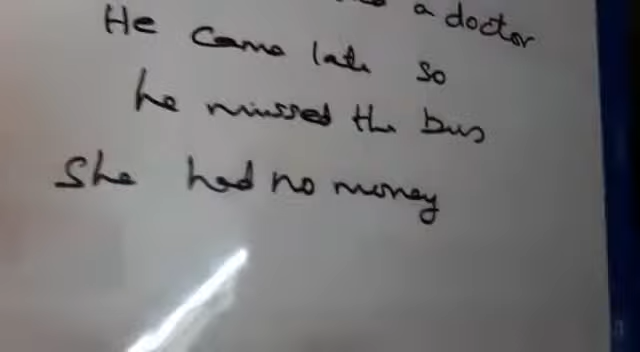 a doctor
He came late so
he missed the bus
She had no money